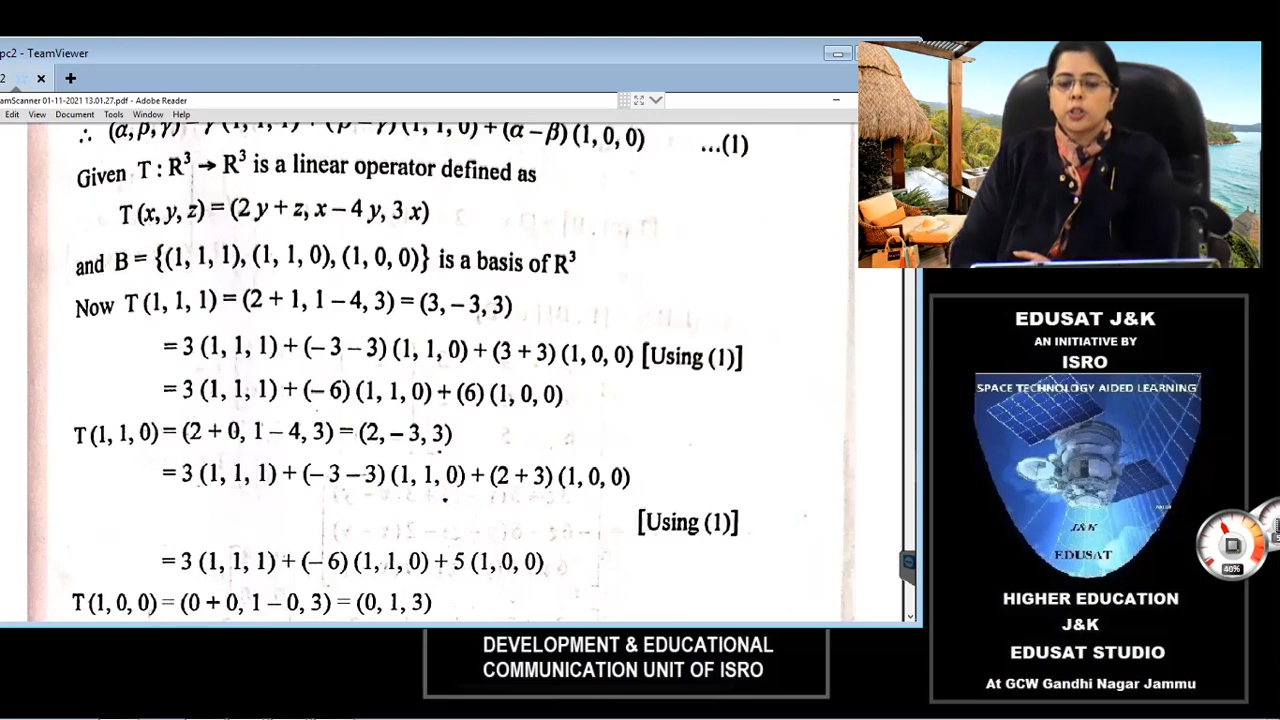 pc2 - TeamViewer
2
amScanner 01-11-2021 13.01.27.pdf - Adobe Reader
Edit View Document Tools Window Help
∴ (α, β, γ) = γ (1, 1, 1) + (β − γ) (1, 1, 0) + (α − β) (1, 0, 0) ...(1)
Given T : R³ → R³ is a linear operator defined as
T (x, y, z) = (2 y + z, x − 4 y, 3 x)
and B = {(1, 1, 1), (1, 1, 0), (1, 0, 0)} is a basis of R³
Now T (1, 1, 1) = (2 + 1, 1 − 4, 3) = (3, − 3, 3)
= 3 (1, 1, 1) + (− 3 − 3) (1, 1, 0) + (3 + 3) (1, 0, 0) [Using (1)]
= 3 (1, 1, 1) + (− 6) (1, 1, 0) + (6) (1, 0, 0)
T (1, 1, 0) = (2 + 0, 1 − 4, 3) = (2, − 3, 3)
= 3 (1, 1, 1) + (− 3 − 3) (1, 1, 0) + (2 + 3) (1, 0, 0)
[Using (1)]
= 3 (1, 1, 1) + (− 6) (1, 1, 0) + 5 (1, 0, 0)
T (1, 0, 0) = (0 + 0, 1 − 0, 3) = (0, 1, 3)
EDUSAT J&K
AN INITIATIVE BY
ISRO
SPACE TECHNOLOGY AIDED LEARNING
J&K
EDUSAT
40%
HIGHER EDUCATION
J&K
EDUSAT STUDIO
At GCW Gandhi Nagar Jammu
DEVELOPMENT & EDUCATIONAL
COMMUNICATION UNIT OF ISRO